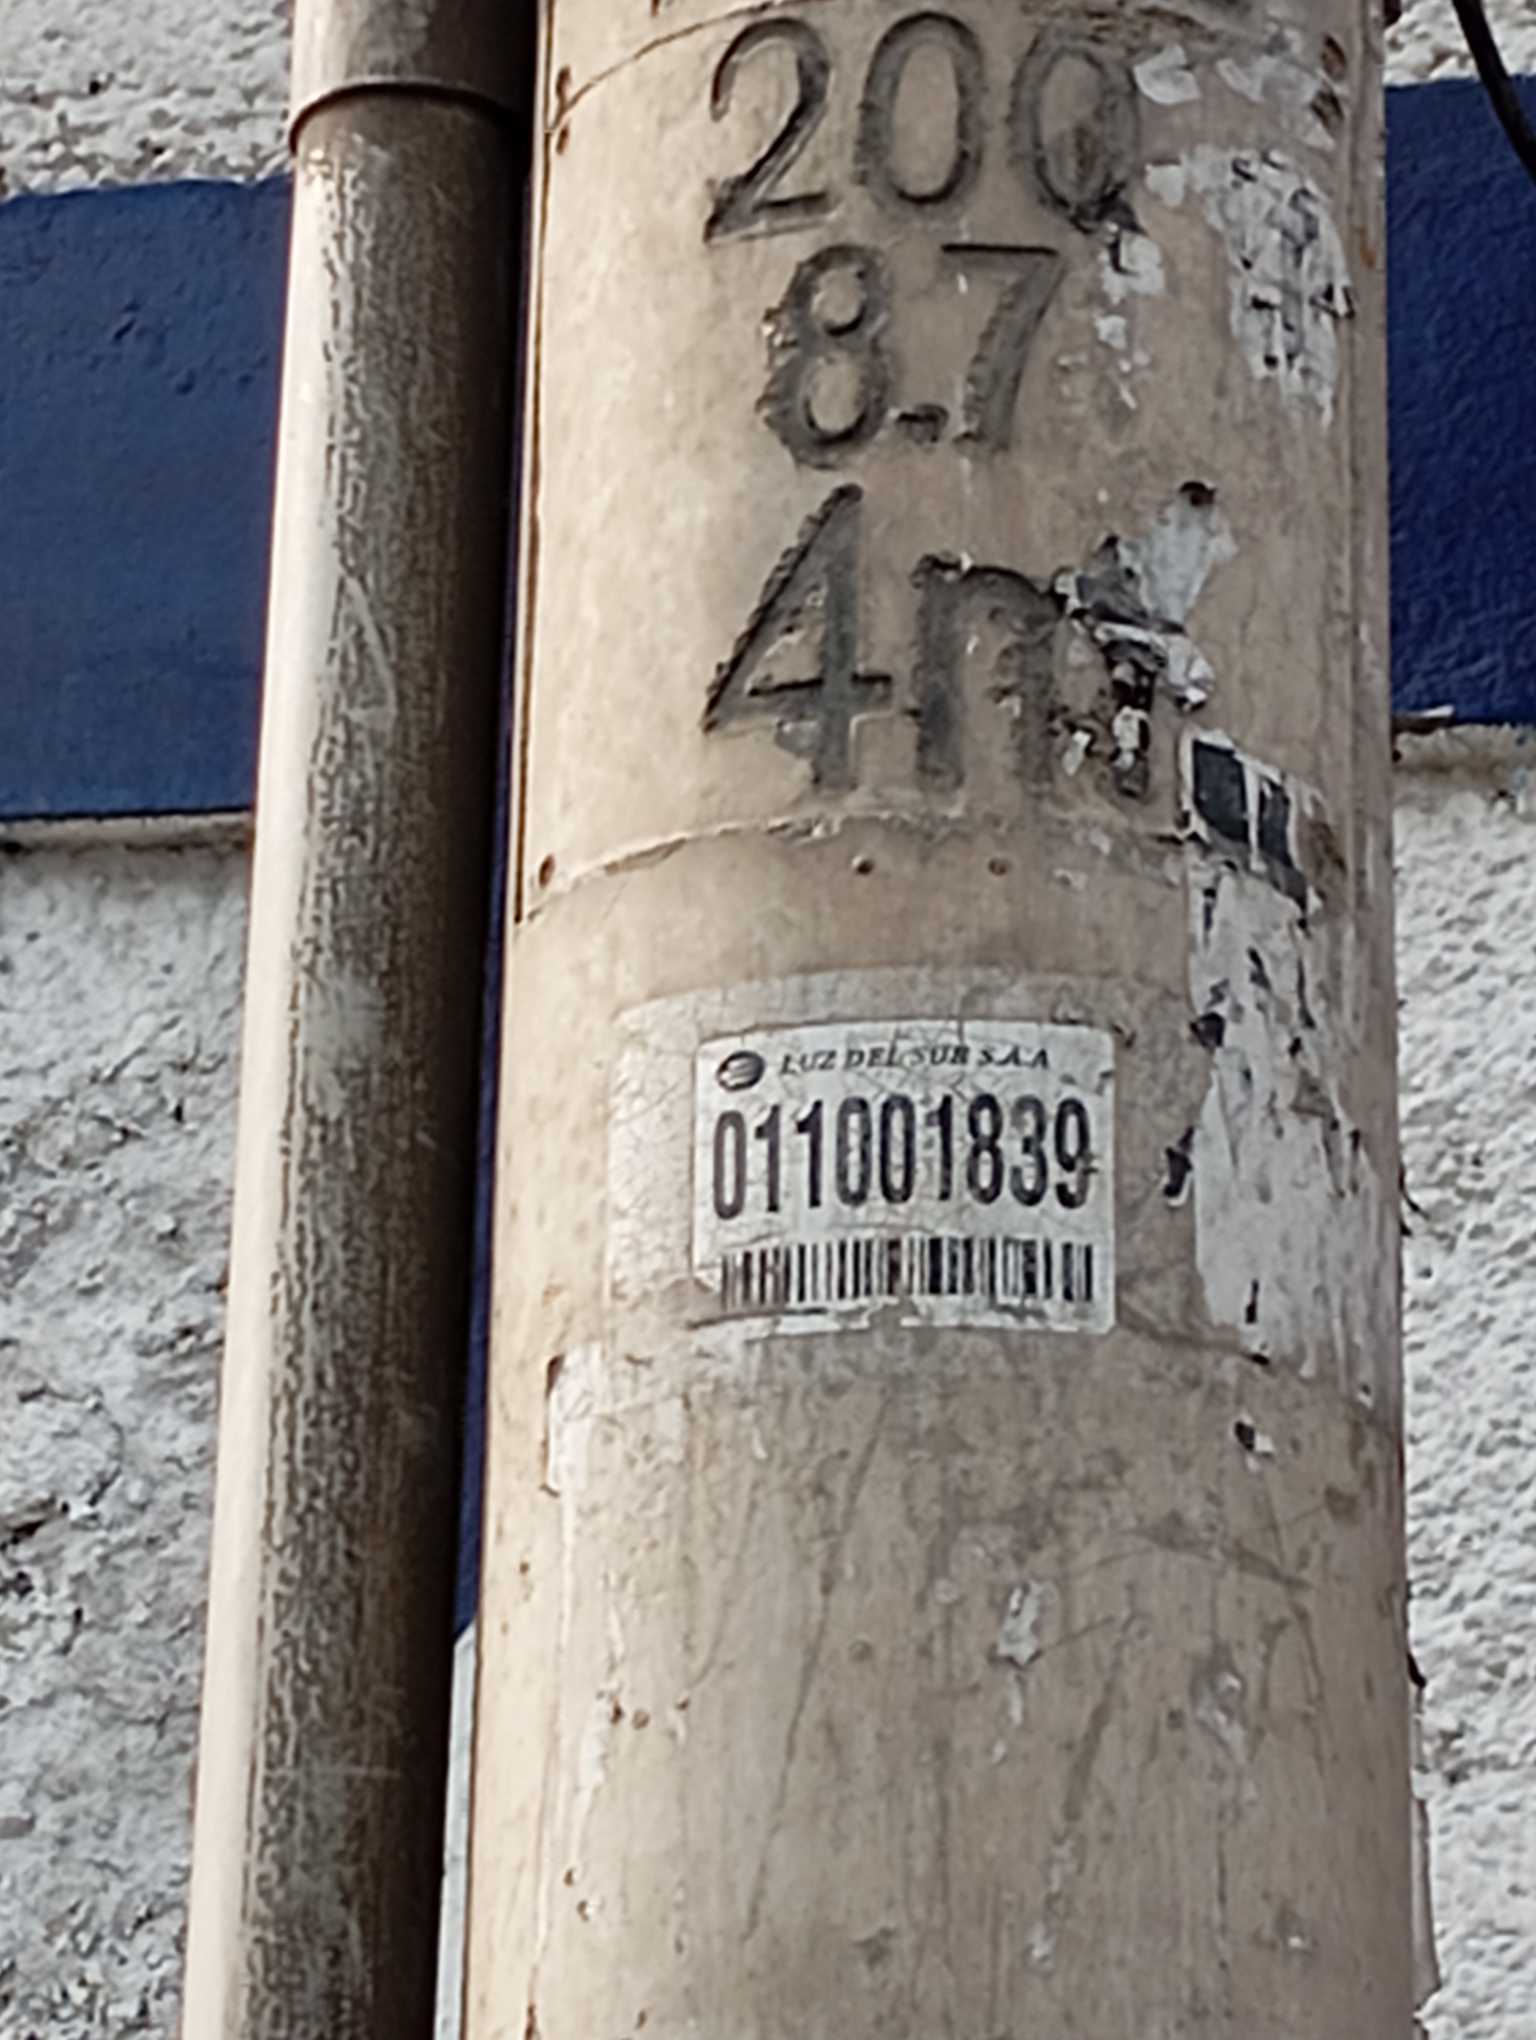 200
8.7
4m
LUZ DEL SUR S.A.A
011001839